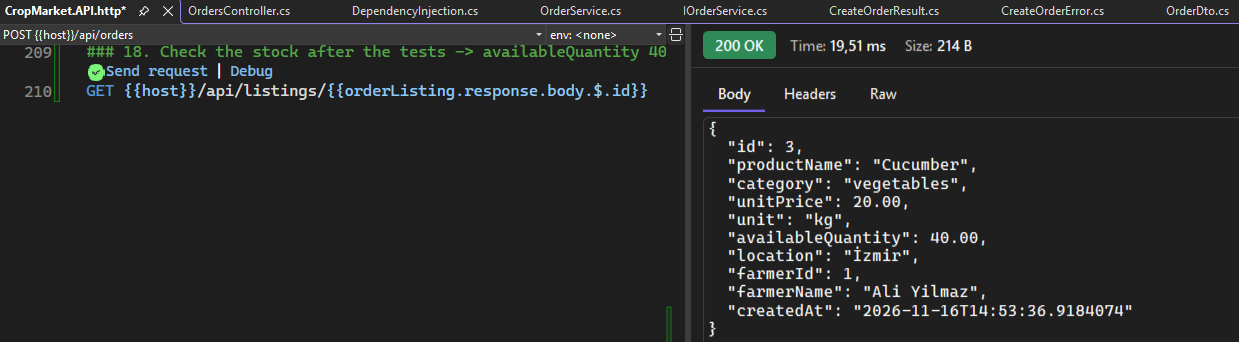 CropMarket.API.http* OrdersController.cs DependencyInjection.cs OrderService.cs IOrderService.cs CreateOrderResult.cs CreateOrderError.cs OrderDto.cs
POST {{host}}/api/orders env: <none>
209 ### 18. Check the stock after the tests -> availableQuantity 40
Send request | Debug
210 GET {{host}}/api/listings/{{orderListing.response.body.$.id}}
200 OK Time: 19,51 ms Size: 214 B
Body Headers Raw
{
"id": 3,
"productName": "Cucumber",
"category": "vegetables",
"unitPrice": 20.00,
"unit": "kg",
"availableQuantity": 40.00,
"location": "İzmir",
"farmerId": 1,
"farmerName": "Ali Yilmaz",
"createdAt": "2026-11-16T14:53:36.9184074"
}